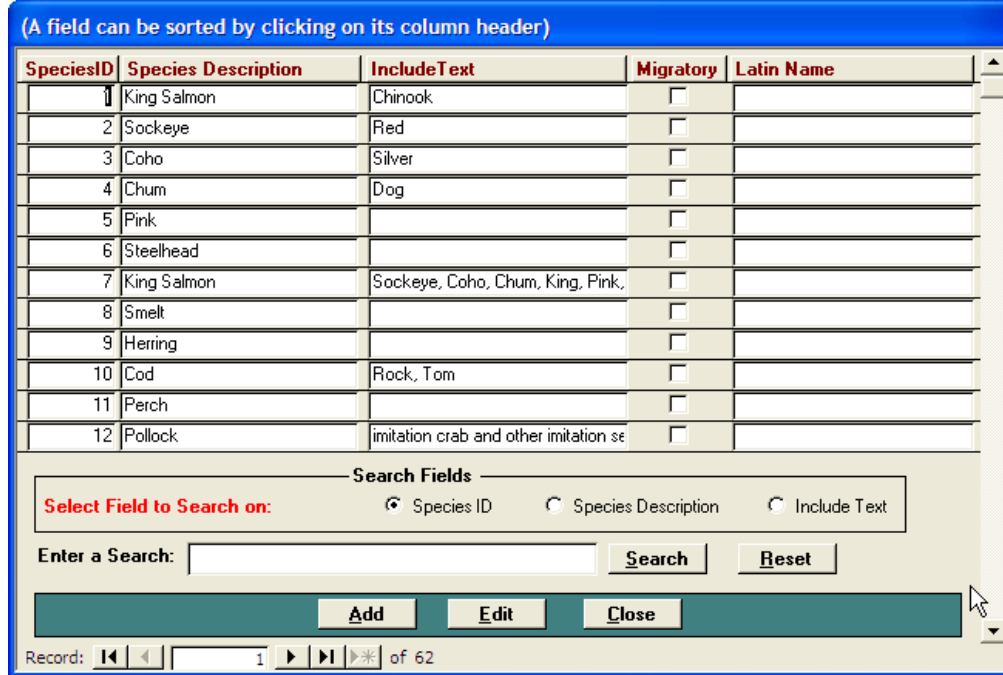 (A field can be sorted by clicking on its column header)
SpeciesID Species Description IncludeText Migratory Latin Name
1 King Salmon Chinook
2 Sockeye Red
3 Coho Silver
4 Chum Dog
5 Pink
6 Steelhead
7 King Salmon Sockeye, Coho, Chum, King, Pink,
8 Smelt
9 Herring
10 Cod Rock, Tom
11 Perch
12 Pollock imitation crab and other imitation se
Search Fields
Select Field to Search on: Species ID Species Description Include Text
Enter a Search: Search Reset
Add Edit Close
Record: 1 of 62